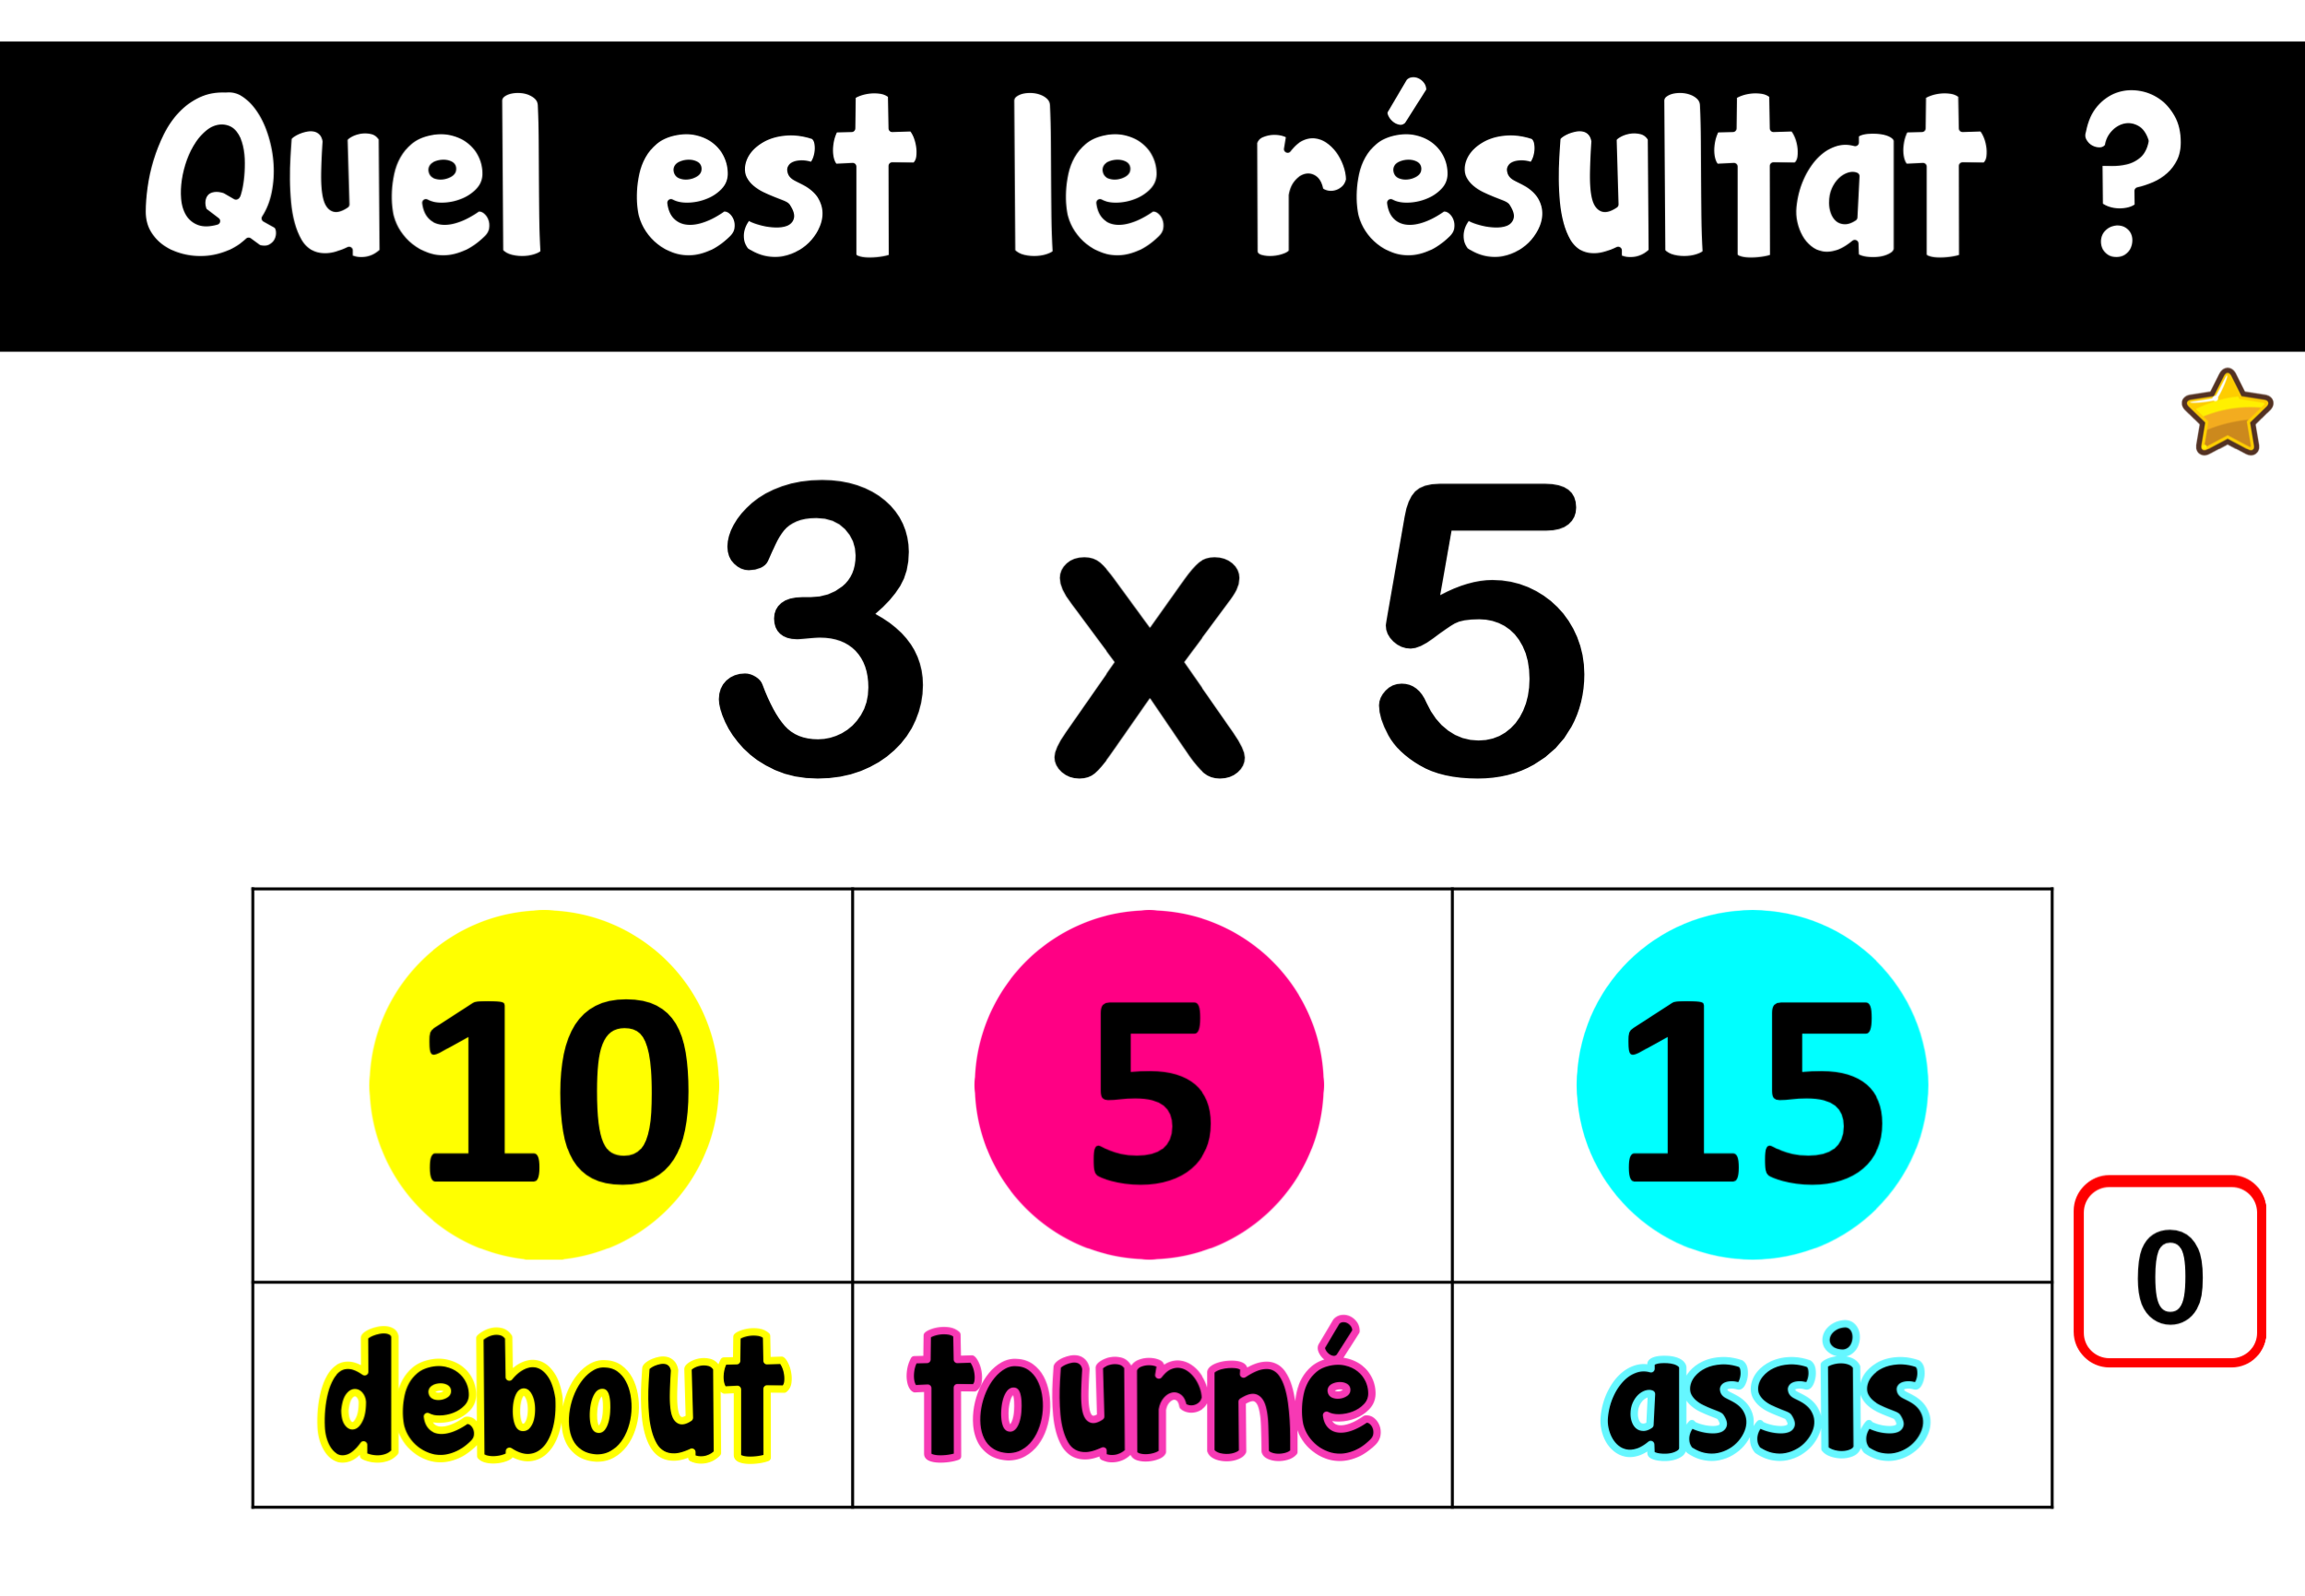 Quel est le résultat ?
3 x 5
10 5 15
0
debout tourné assis